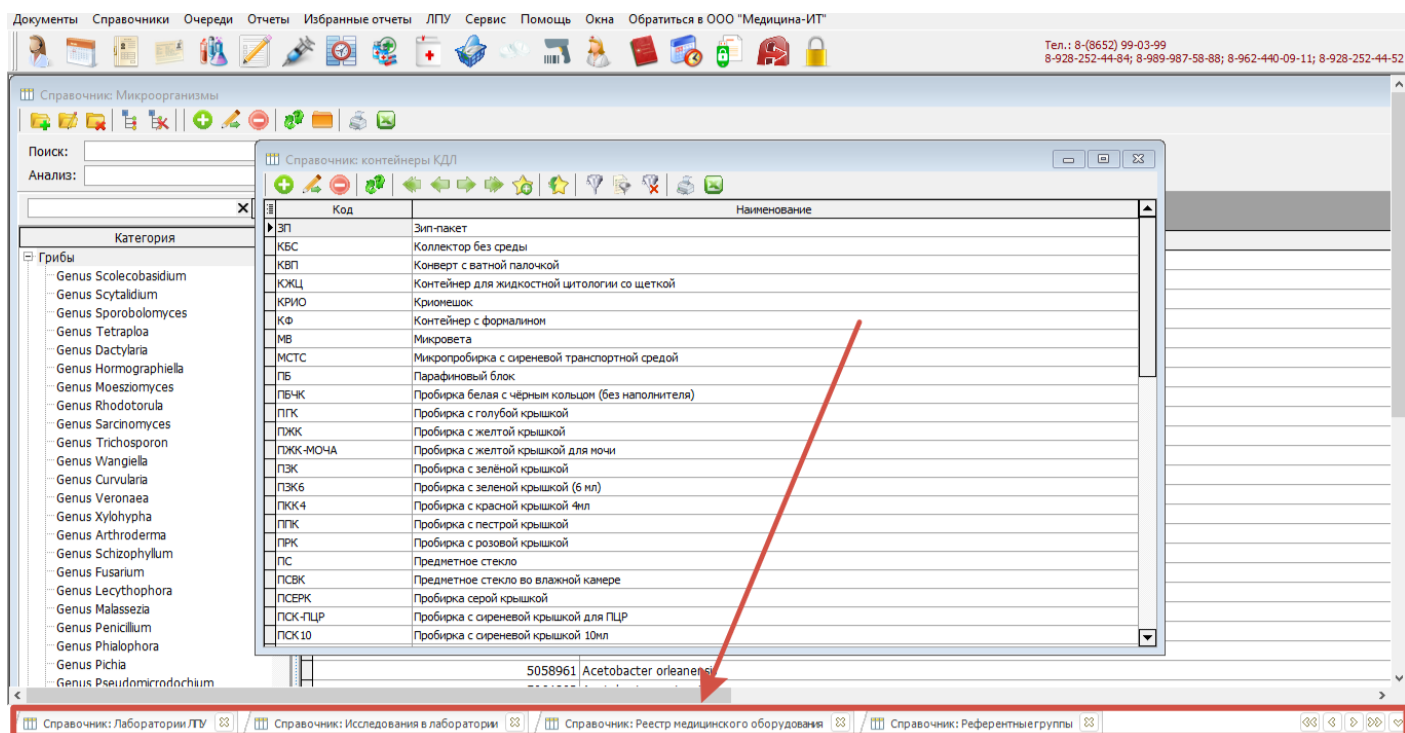 Документы Справочники Очереди Отчеты Избранные отчеты ЛПУ Сервис Помощь Окна Обратиться в ООО "Медицина-ИТ"
Тел.: 8-(8652) 99-03-99
8-928-252-44-84; 8-989-987-58-88; 8-962-440-09-11; 8-928-252-44-52
Справочник: Микроорганизмы
Поиск:
Анализ:
Категория
Грибы
Genus Scolecobasidium
Genus Scytalidium
Genus Sporobolomyces
Genus Tetraploa
Genus Dactylaria
Genus Hormographiella
Genus Moesziomyces
Genus Rhodotorula
Genus Sarcinomyces
Genus Trichosporon
Genus Wangiella
Genus Curvularia
Genus Veronaea
Genus Xylohypha
Genus Arthroderma
Genus Schizophyllum
Genus Fusarium
Genus Lecythophora
Genus Malassezia
Genus Penicillium
Genus Phialophora
Genus Pichia
Genus Pseudomicrodochium
Справочник: контейнеры КДЛ
Код Наименование
ЗП Зип-пакет
КБС Коллектор без среды
КВП Конверт с ватной палочкой
КЖЦ Контейнер для жидкостной цитологии со щеткой
КРИО Криомешок
КФ Контейнер с формалином
МВ Микровета
МСТС Микропробирка с сиреневой транспортной средой
ПБ Парафиновый блок
ПБЧК Пробирка белая с чёрным кольцом (без наполнителя)
ПГК Пробирка с голубой крышкой
ПЖК Пробирка с желтой крышкой
ПЖК-МОЧА Пробирка с желтой крышкой для мочи
ПЗК Пробирка с зелёной крышкой
ПЗК6 Пробирка с зеленой крышкой (6 мл)
ПКК4 Пробирка с красной крышкой 4мл
ППК Пробирка с пестрой крышкой
ПРК Пробирка с розовой крышкой
ПС Предметное стекло
ПСВК Предметное стекло во влажной камере
ПСЕРК Пробирка серой крышкой
ПСК-ПЦР Пробирка с сиреневой крышкой для ПЦР
ПСК10 Пробирка с сиреневой крышкой 10мл
5058961 Acetobacter orleanensis
Справочник: Лаборатории ЛПУ Справочник: Исследования в лаборатории Справочник: Реестр медицинского оборудования Справочник: Референтные группы